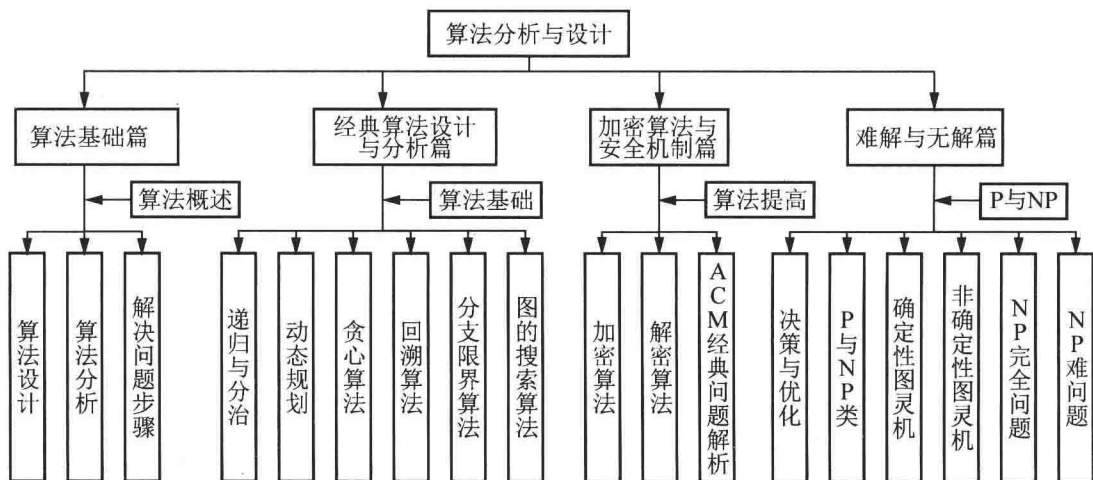 算法分析与设计
算法基础篇
经典算法设计
与分析篇
加密算法与
安全机制篇
难解与无解篇
算法概述
算法基础
算法提高
P与NP
算法设计
算法分析
解决问题步骤
递归与分治
动态规划
贪心算法
回溯算法
分支限界算法
图的搜索算法
加密算法
解密算法
ACM经典问题解析
决策与优化
P与NP类
确定性图灵机
非确定性图灵机
NP完全问题
NP难问题